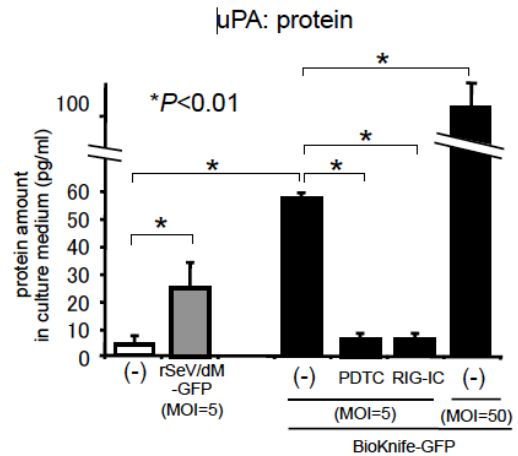 µPA: protein
*P<0.01
protein amount
in culture medium (pg/ml)
100
60
50
40
30
20
10
0
*
*
*
*
*
(-)
rSeV/dM
-GFP
(MOI=5)
(-)
PDTC
RIG-IC
(-)
(MOI=5)
(MOI=50)
BioKnife-GFP